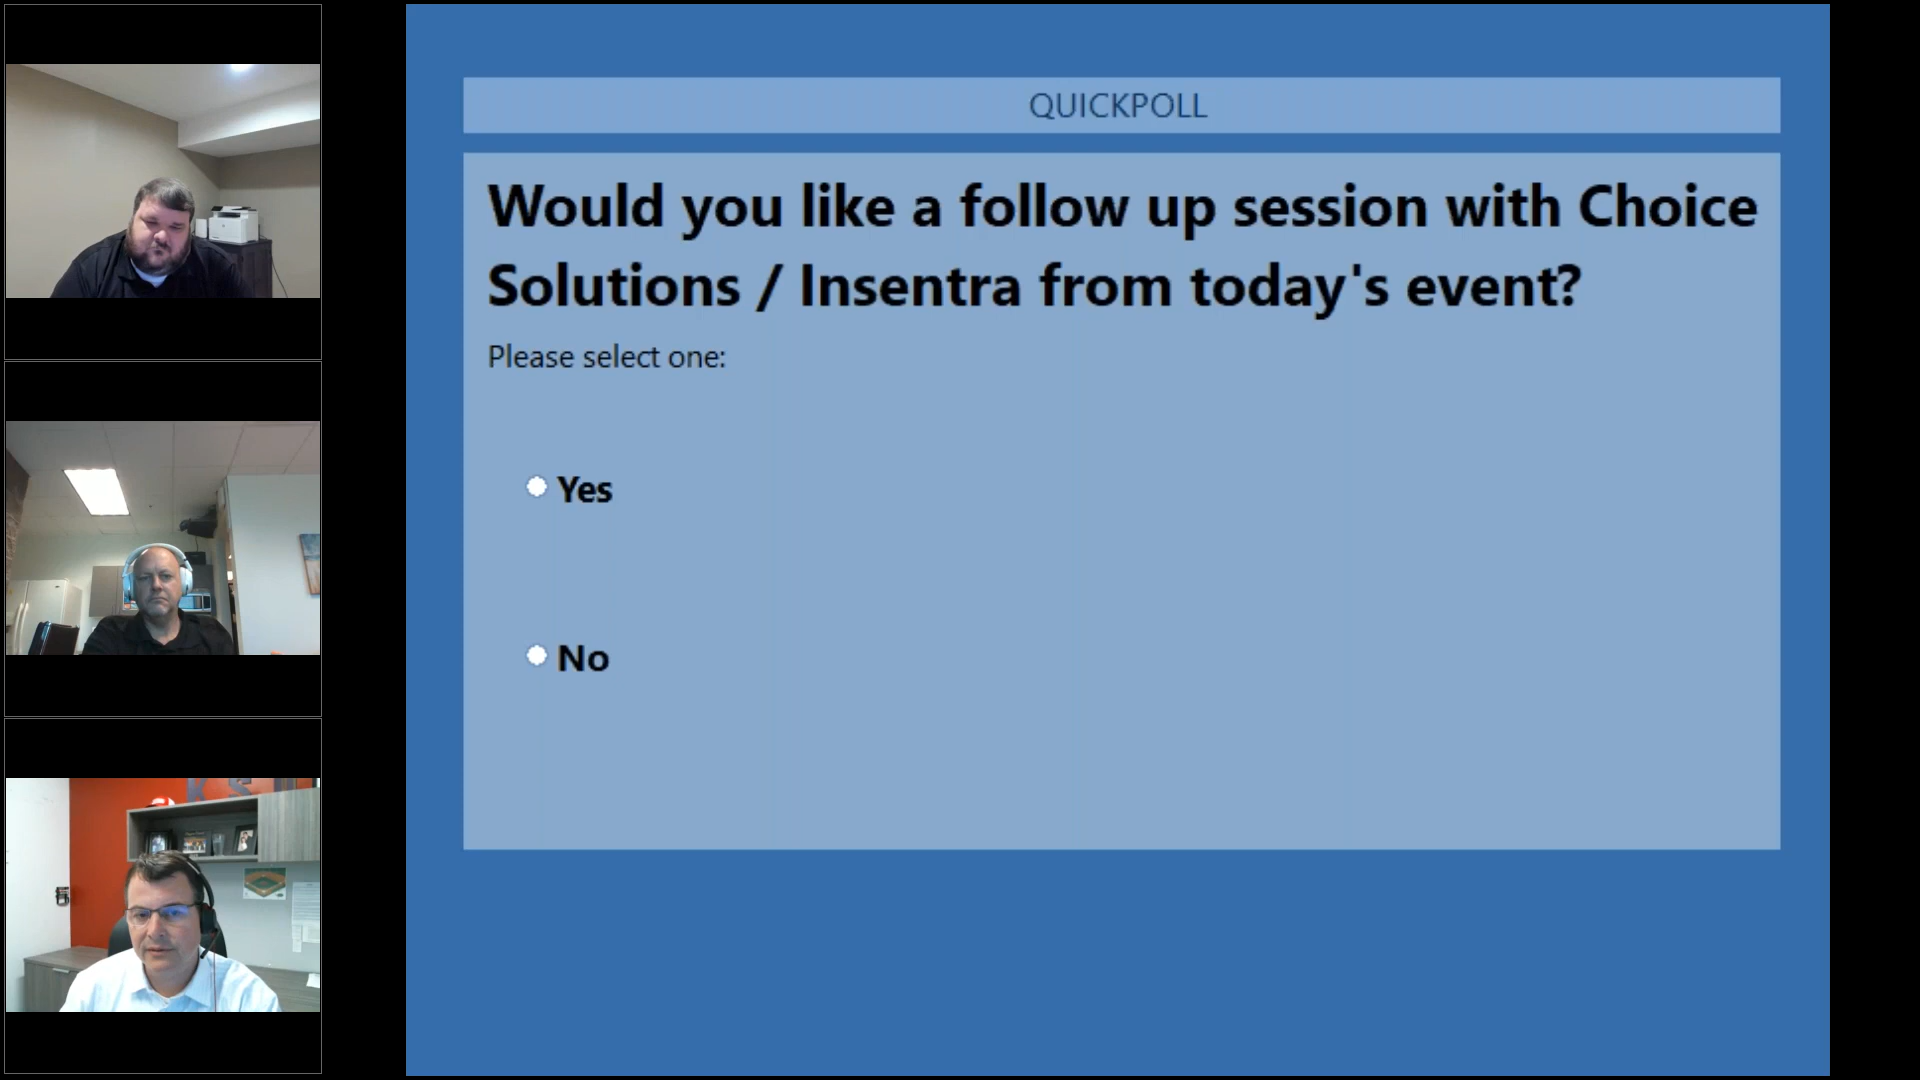 QUICKPOLL
Would you like a follow up session with Choice
Solutions / Insentra from today's event?
Please select one:
Yes
No